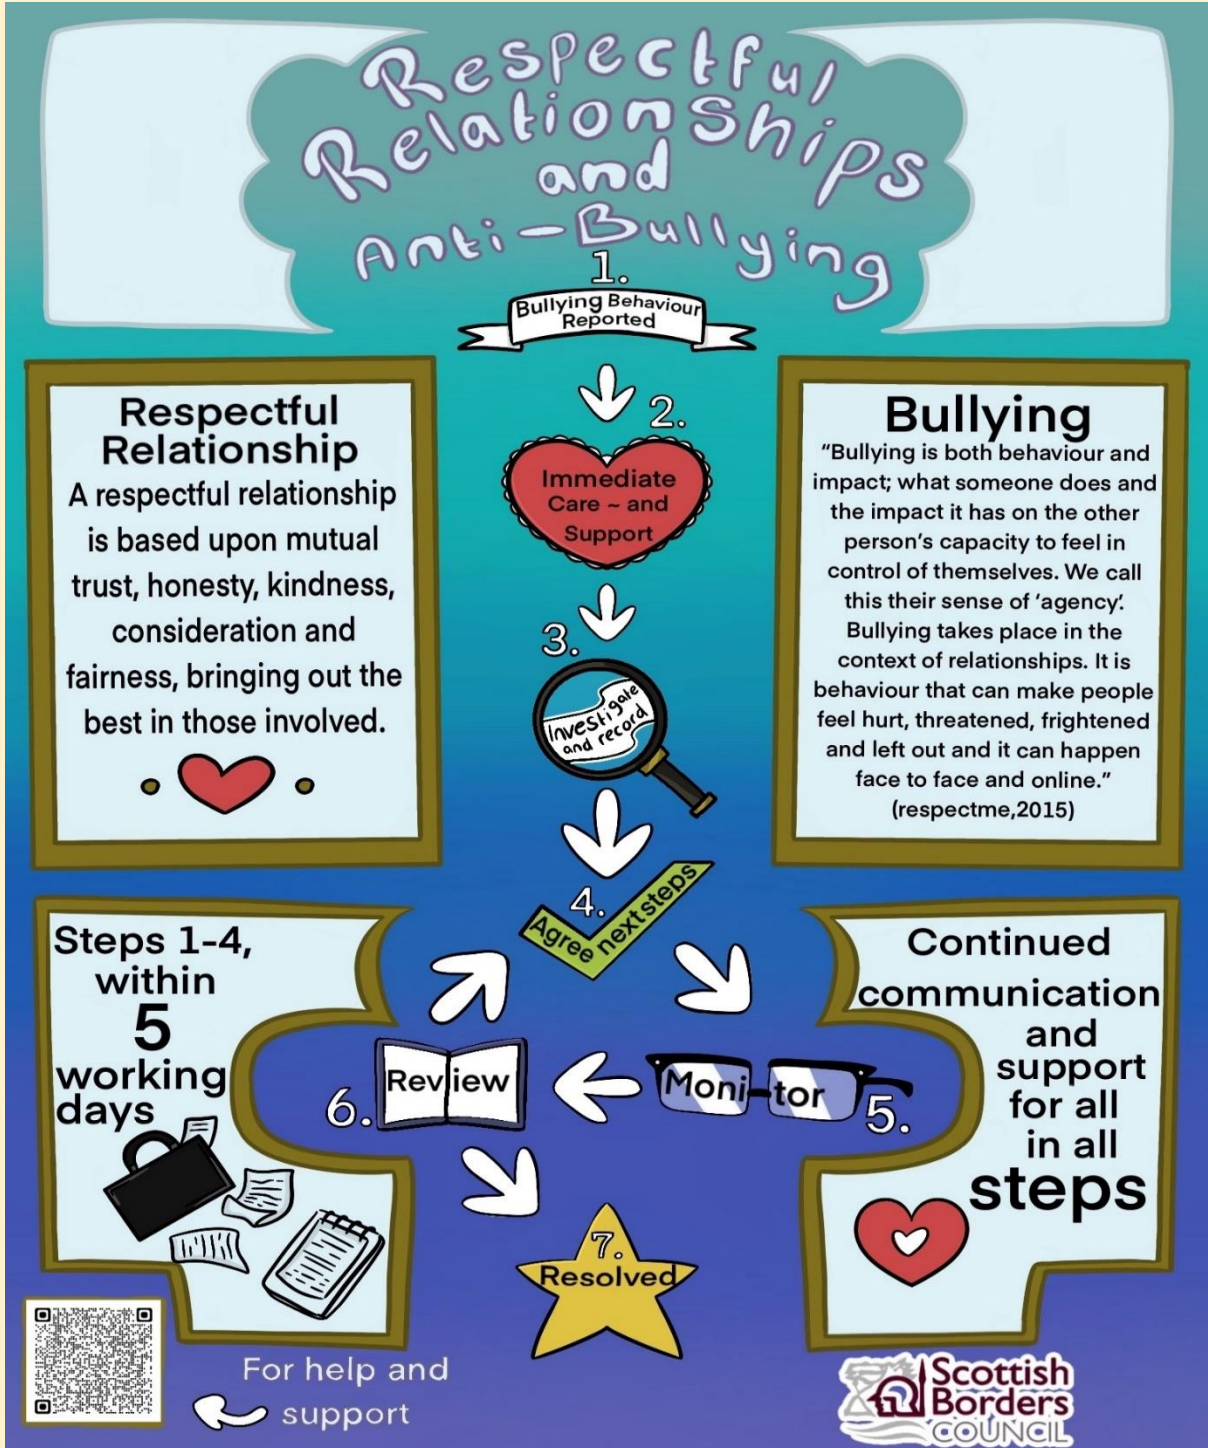 Respectful
Relationships
and
Anti-Bullying
1.
Bullying Behaviour
Reported
2.
Immediate
Care ~ and
Support
3.
Investigate
and record
4.
Agree next steps
Moni-tor
5.
6.
Review
7.
Resolved
Respectful
Relationship
A respectful relationship
is based upon mutual
trust, honesty, kindness,
consideration and
fairness, bringing out the
best in those involved.
Bullying
“Bullying is both behaviour and
impact; what someone does and
the impact it has on the other
person’s capacity to feel in
control of themselves. We call
this their sense of ‘agency’.
Bullying takes place in the
context of relationships. It is
behaviour that can make people
feel hurt, threatened, frightened
and left out and it can happen
face to face and online.”
(respectme,2015)
Steps 1-4,
within
5
working
days
Continued
communication
and
support
for all
in all
steps
For help and
support
Scottish
Borders
COUNCIL